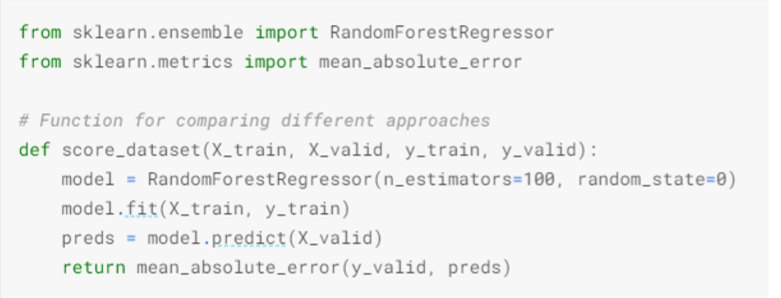 from sklearn.ensemble import RandomForestRegressor
from sklearn.metrics import mean_absolute_error
# Function for comparing different approaches
def score_dataset(X_train, X_valid, y_train, y_valid):
    model = RandomForestRegressor(n_estimators=100, random_state=0)
    model.fit(X_train, y_train)
    preds = model.predict(X_valid)
    return mean_absolute_error(y_valid, preds)